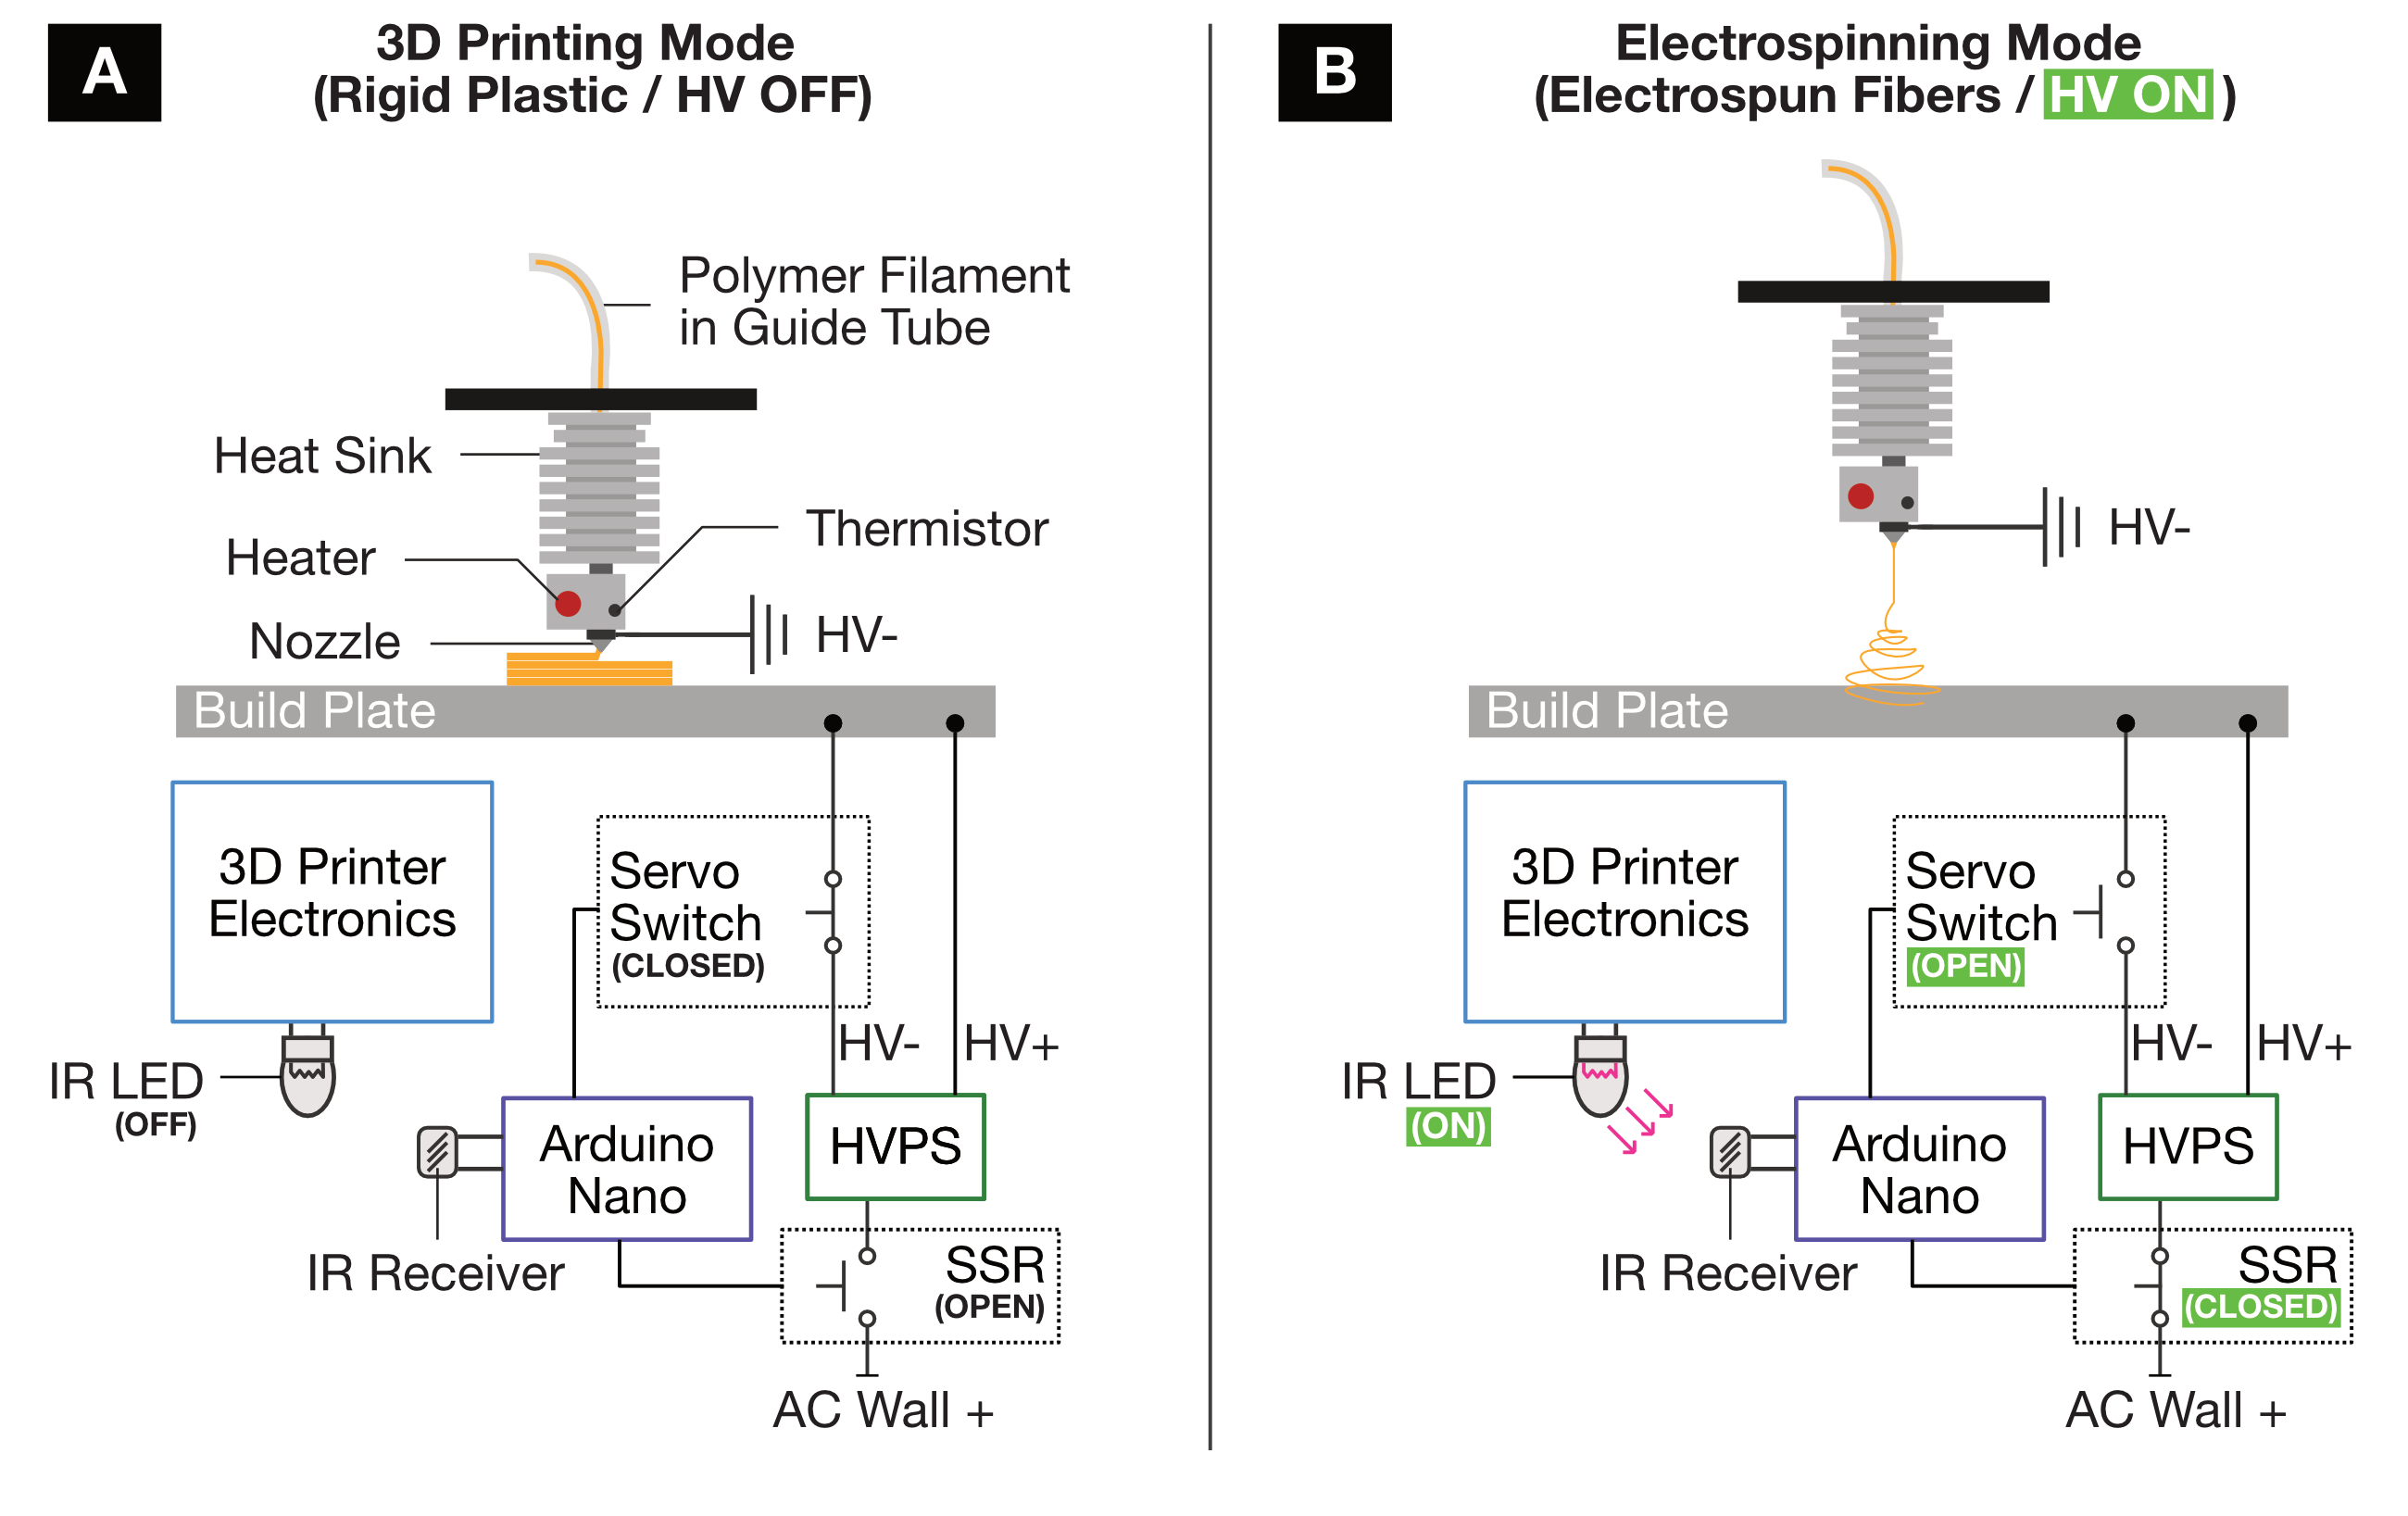 A
3D Printing Mode
(Rigid Plastic / HV OFF)
Polymer Filament
in Guide Tube
Heat Sink
Thermistor
Heater
HV-
Nozzle
Build Plate
3D Printer
Electronics
Servo
Switch
(CLOSED)
HV-
HV+
IR LED
(OFF)
Arduino
Nano
HVPS
IR Receiver
SSR
(OPEN)
AC Wall +
B
Electrospinning Mode
(Electrospun Fibers / HV ON )
HV-
Build Plate
3D Printer
Electronics
Servo
Switch
(OPEN)
HV-
HV+
IR LED
(ON)
Arduino
Nano
HVPS
IR Receiver
SSR
(CLOSED)
AC Wall +